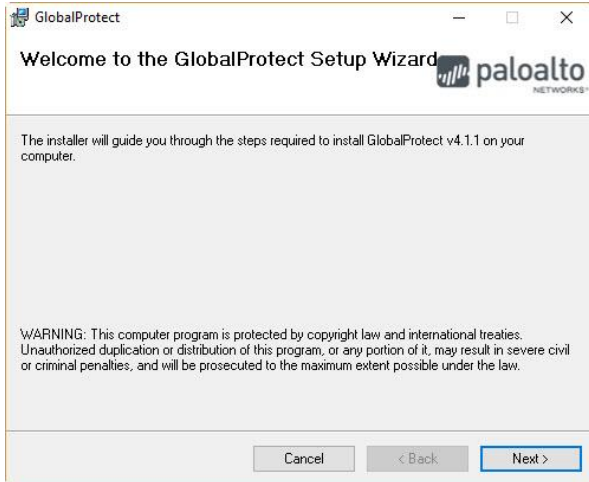 GlobalProtect
Welcome to the GlobalProtect Setup Wizard
paloalto
NETWORKS
The installer will guide you through the steps required to install GlobalProtect v4.1.1 on your
computer.
WARNING: This computer program is protected by copyright law and international treaties.
Unauthorized duplication or distribution of this program, or any portion of it, may result in severe civil
or criminal penalties, and will be prosecuted to the maximum extent possible under the law.
Cancel < Back Next >